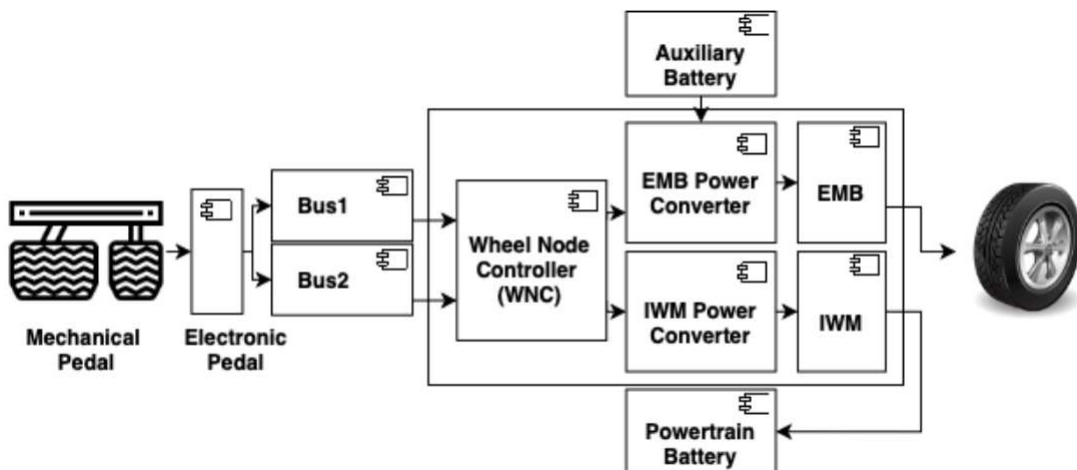 Auxiliary
Battery
Bus1
Bus2
Wheel Node
Controller
(WNC)
EMB Power
Converter
EMB
IWM Power
Converter
IWM
Mechanical
Pedal
Electronic
Pedal
Powertrain
Battery